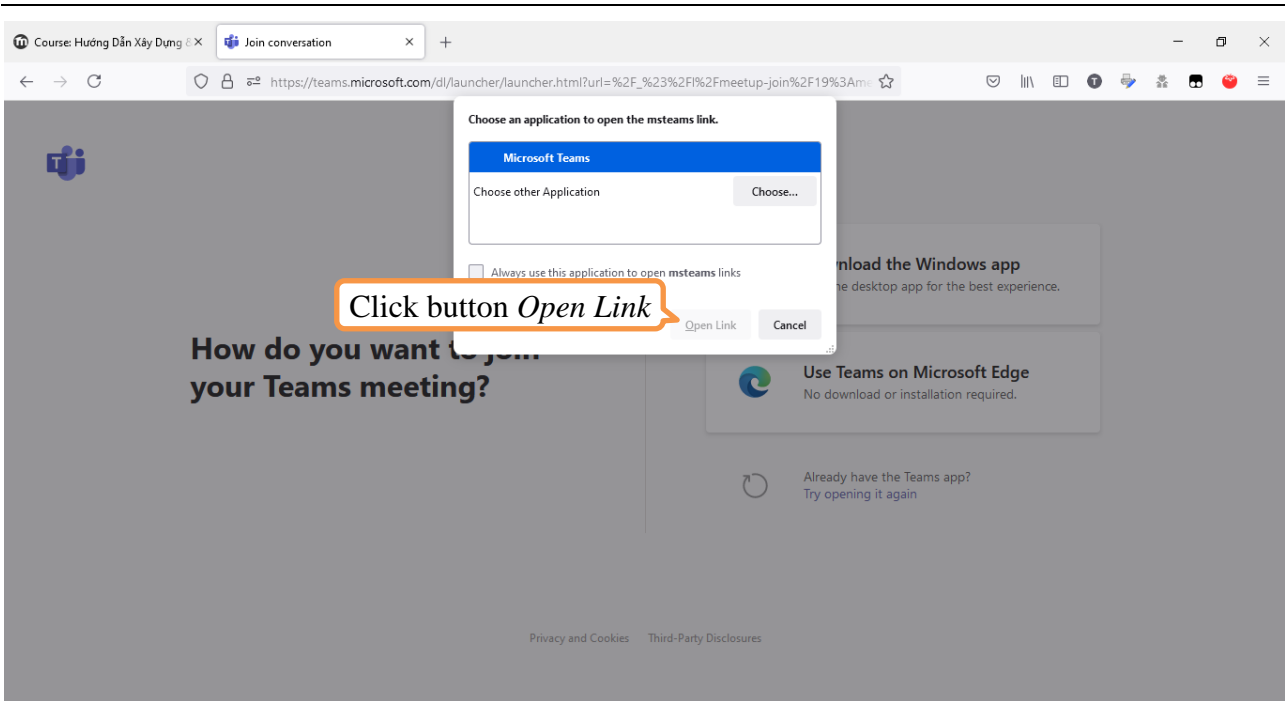 Course: Hướng Dẫn Xây Dựng &
Join conversation
https://teams.microsoft.com/dl/launcher/launcher.html?url=%2F_%23%2Fl%2Fmeetup-join%2F19%3Ame
Choose an application to open the msteams link.
Microsoft Teams
Choose other Application
Choose...
Always use this application to open msteams links
Click button Open Link
Open Link
Cancel
nload the Windows app
e desktop app for the best experience.
How do you want to join
your Teams meeting?
Use Teams on Microsoft Edge
No download or installation required.
Already have the Teams app?
Try opening it again
Privacy and Cookies
Third-Party Disclosures